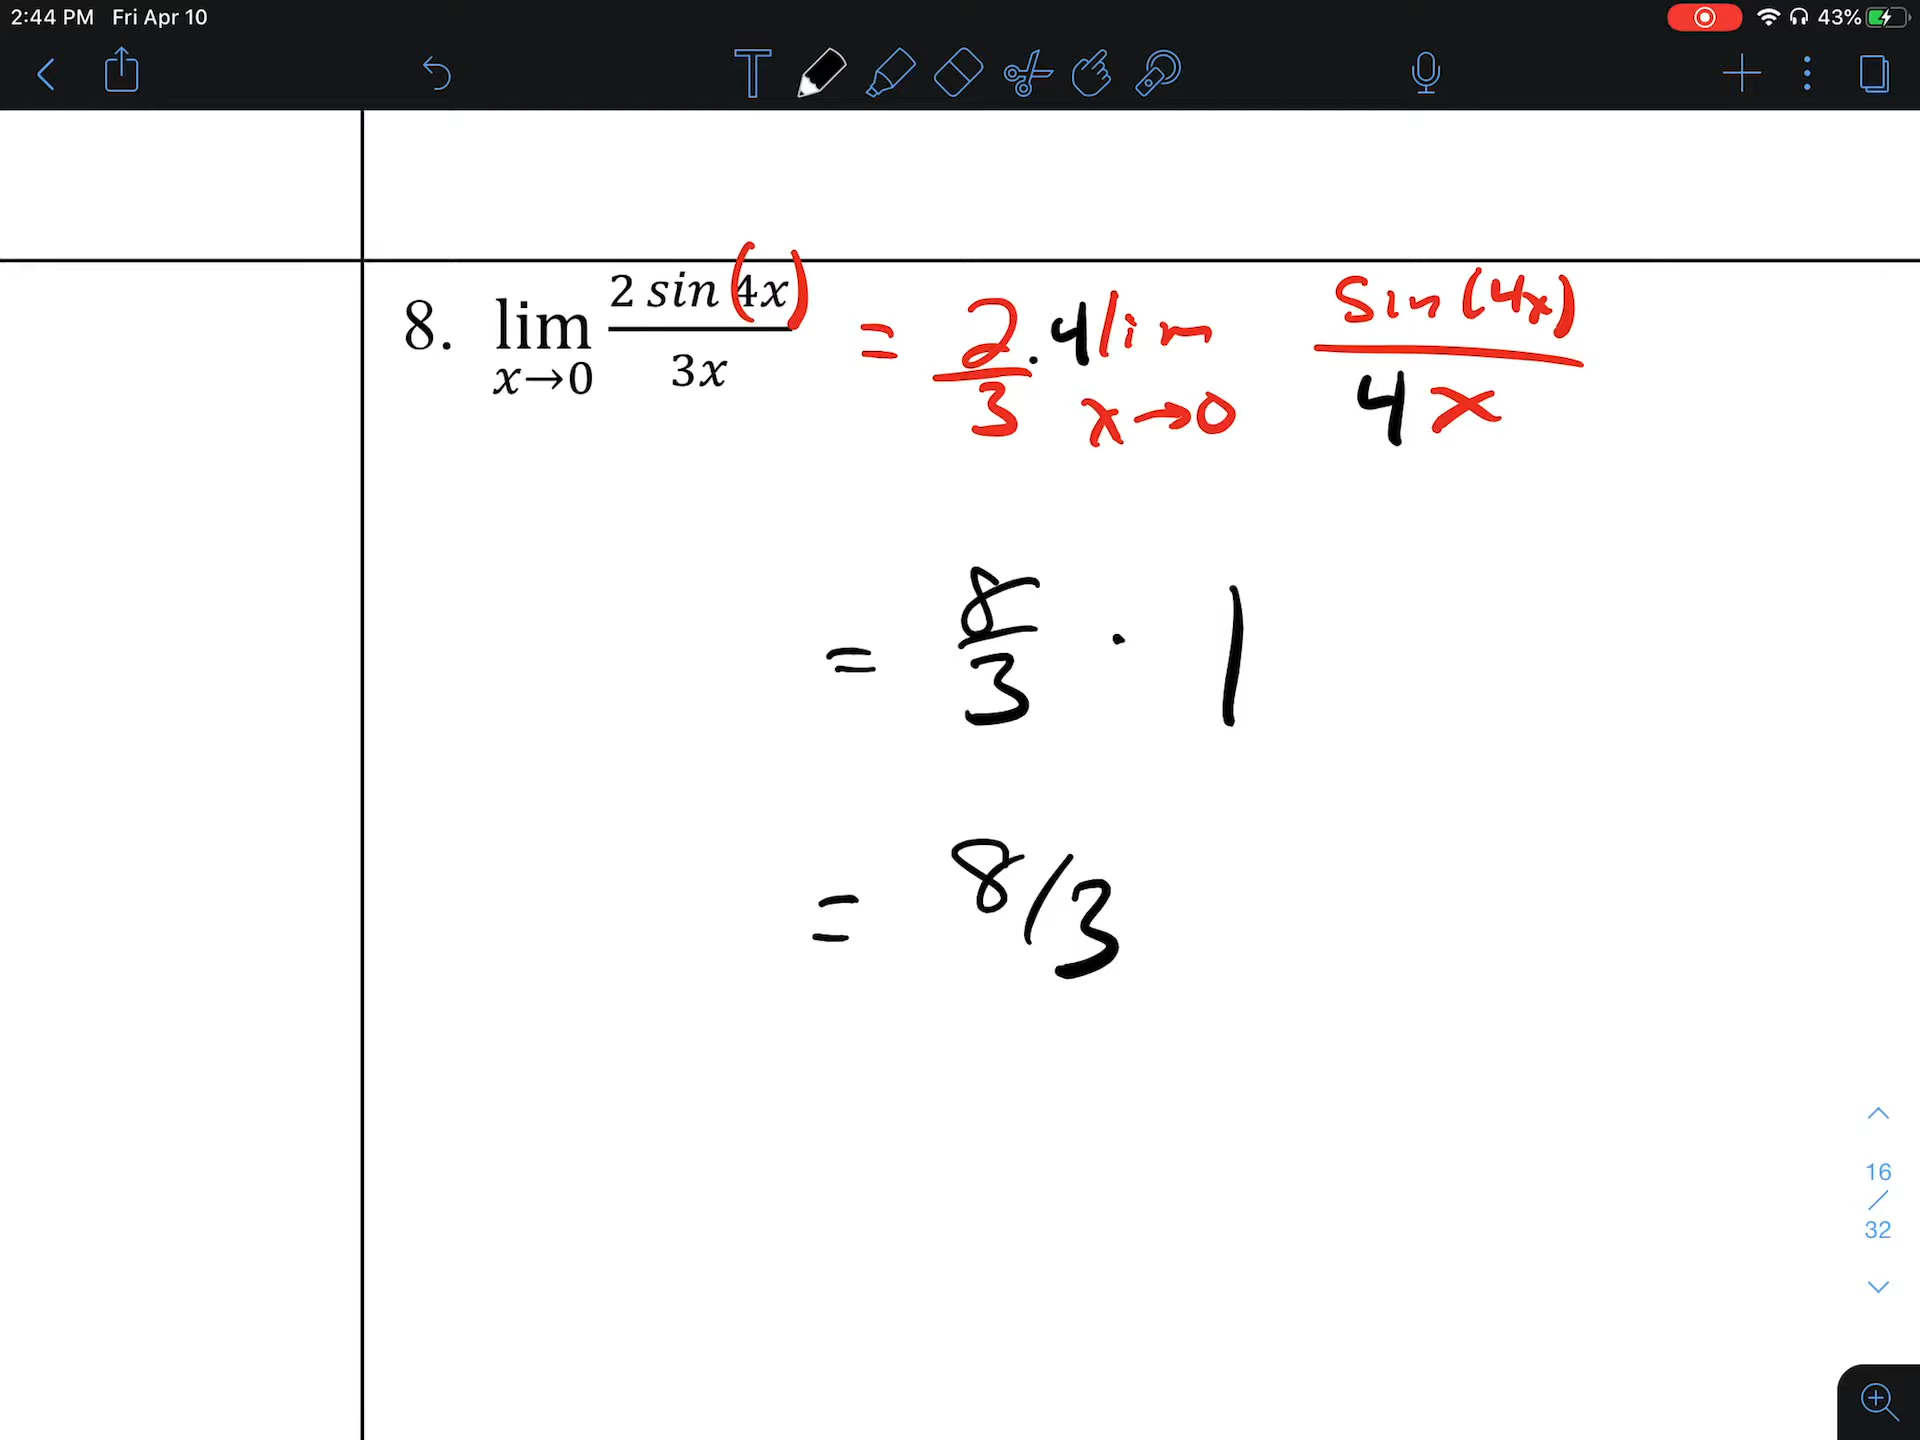 2:44 PM Fri Apr 10
43%
T
8. lim x→0 2 sin (4x) / 3x = 2/3 · 4 lim x→0 sin (4x) / 4x
= 8/3 · 1
= 8/3
16
/
32